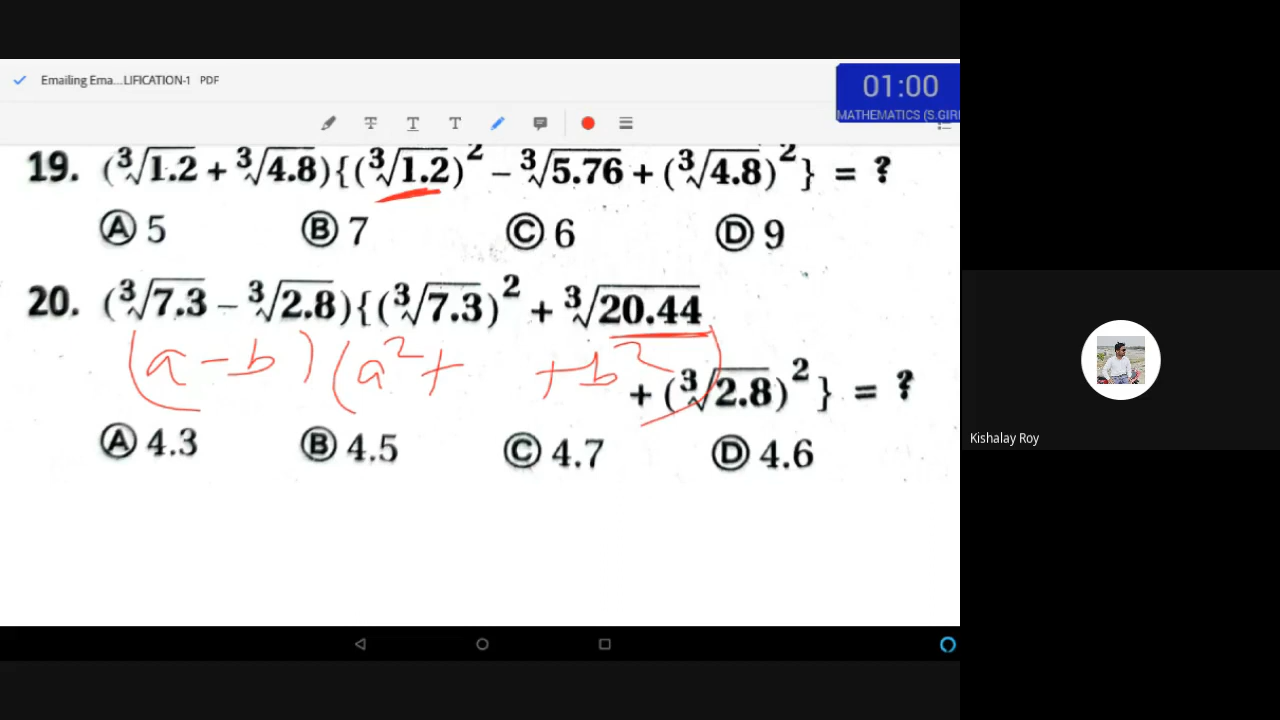 Emailing Ema...LIFICATION-1 PDF
01:00
MATHEMATICS (S.GIR
T T T
19. (∛1.2 + ∛4.8){(∛1.2)² – ∛5.76 + (∛4.8)²} = ?
Ⓐ 5 Ⓑ 7 Ⓒ 6 Ⓓ 9
20. (∛7.3 – ∛2.8){(∛7.3)² + ∛20.44
(a – b) (a² + + b²)
+ (∛2.8)²} = ?
Ⓐ 4.3 Ⓑ 4.5 Ⓒ 4.7 Ⓓ 4.6
Kishalay Roy